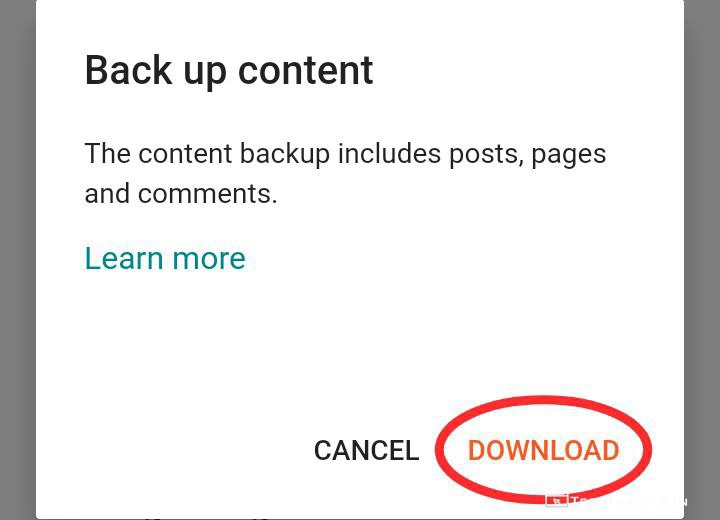 Back up content
The content backup includes posts, pages
and comments.
Learn more
CANCEL
DOWNLOAD